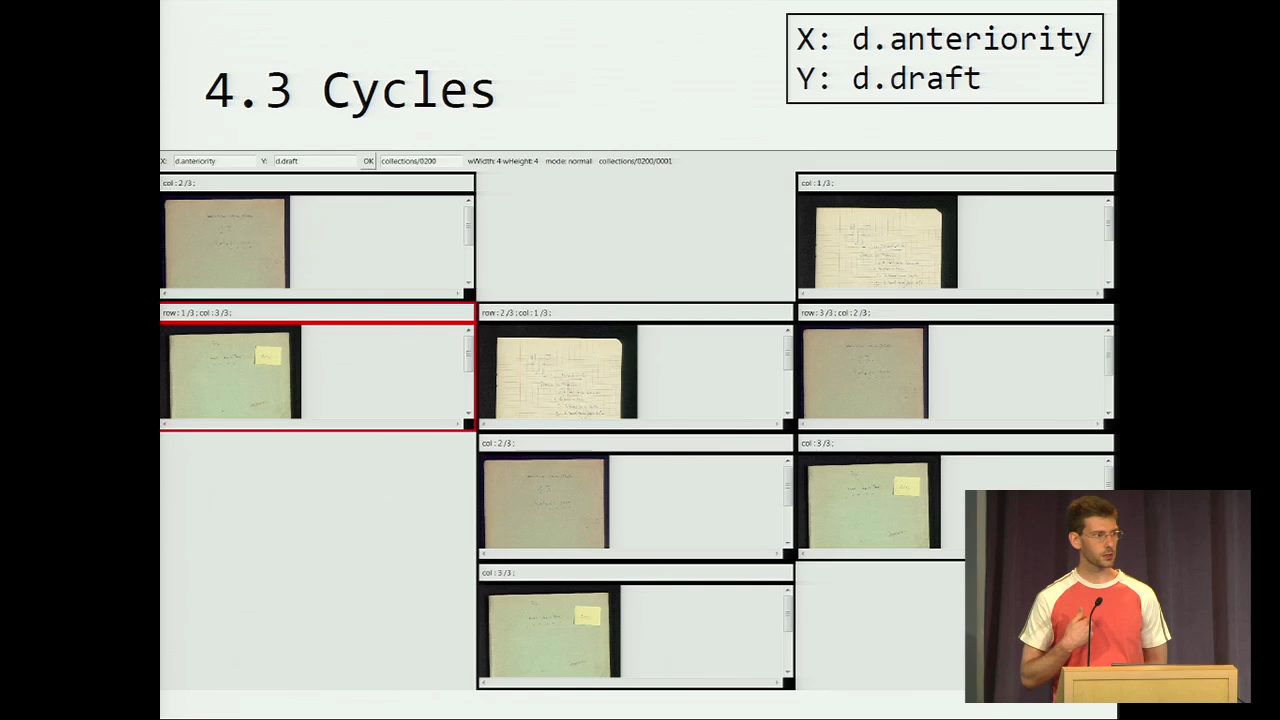 X: d.anteriority
Y: d.draft
4.3 Cycles
X: d.anteriority Y: d.draft OK collections/0200 wWidth: 4 wHeight: 4 mode: normal collections/0200/0001
col : 2 /3 ;
col : 1 /3 ;
row : 1 /3 ; col : 3 /3 ;
row : 2 /3 ; col : 1 /3 ;
row : 3 /3 ; col : 2 /3 ;
col : 2 /3 ;
col : 3 /3 ;
col : 3 /3 ;